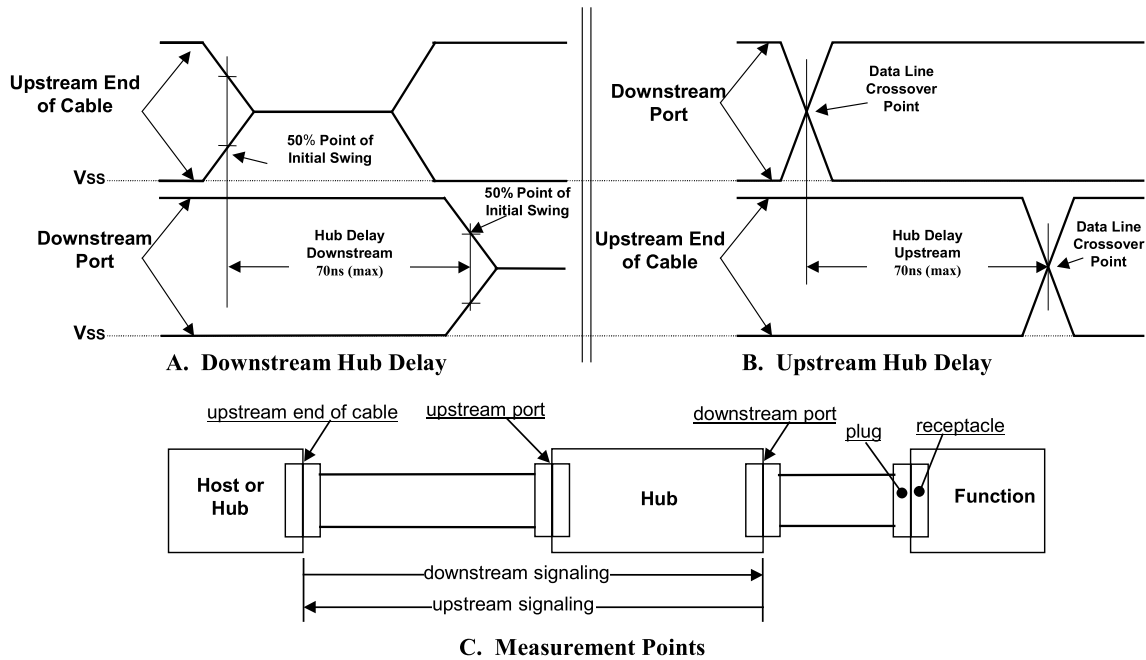 Upstream End
of Cable
50% Point of
Initial Swing
VSS
50% Point of
Initial Swing
Downstream
Port
Hub Delay
Downstream
70ns (max)
VSS
A. Downstream Hub Delay
Downstream
Port
Data Line
Crossover
Point
Upstream End
of Cable
Hub Delay
Upstream
70ns (max)
Data Line
Crossover
Point
B. Upstream Hub Delay
upstream end of cable
upstream port
downstream port
plug
receptacle
Host or
Hub
Hub
Function
downstream signaling
upstream signaling
C. Measurement Points